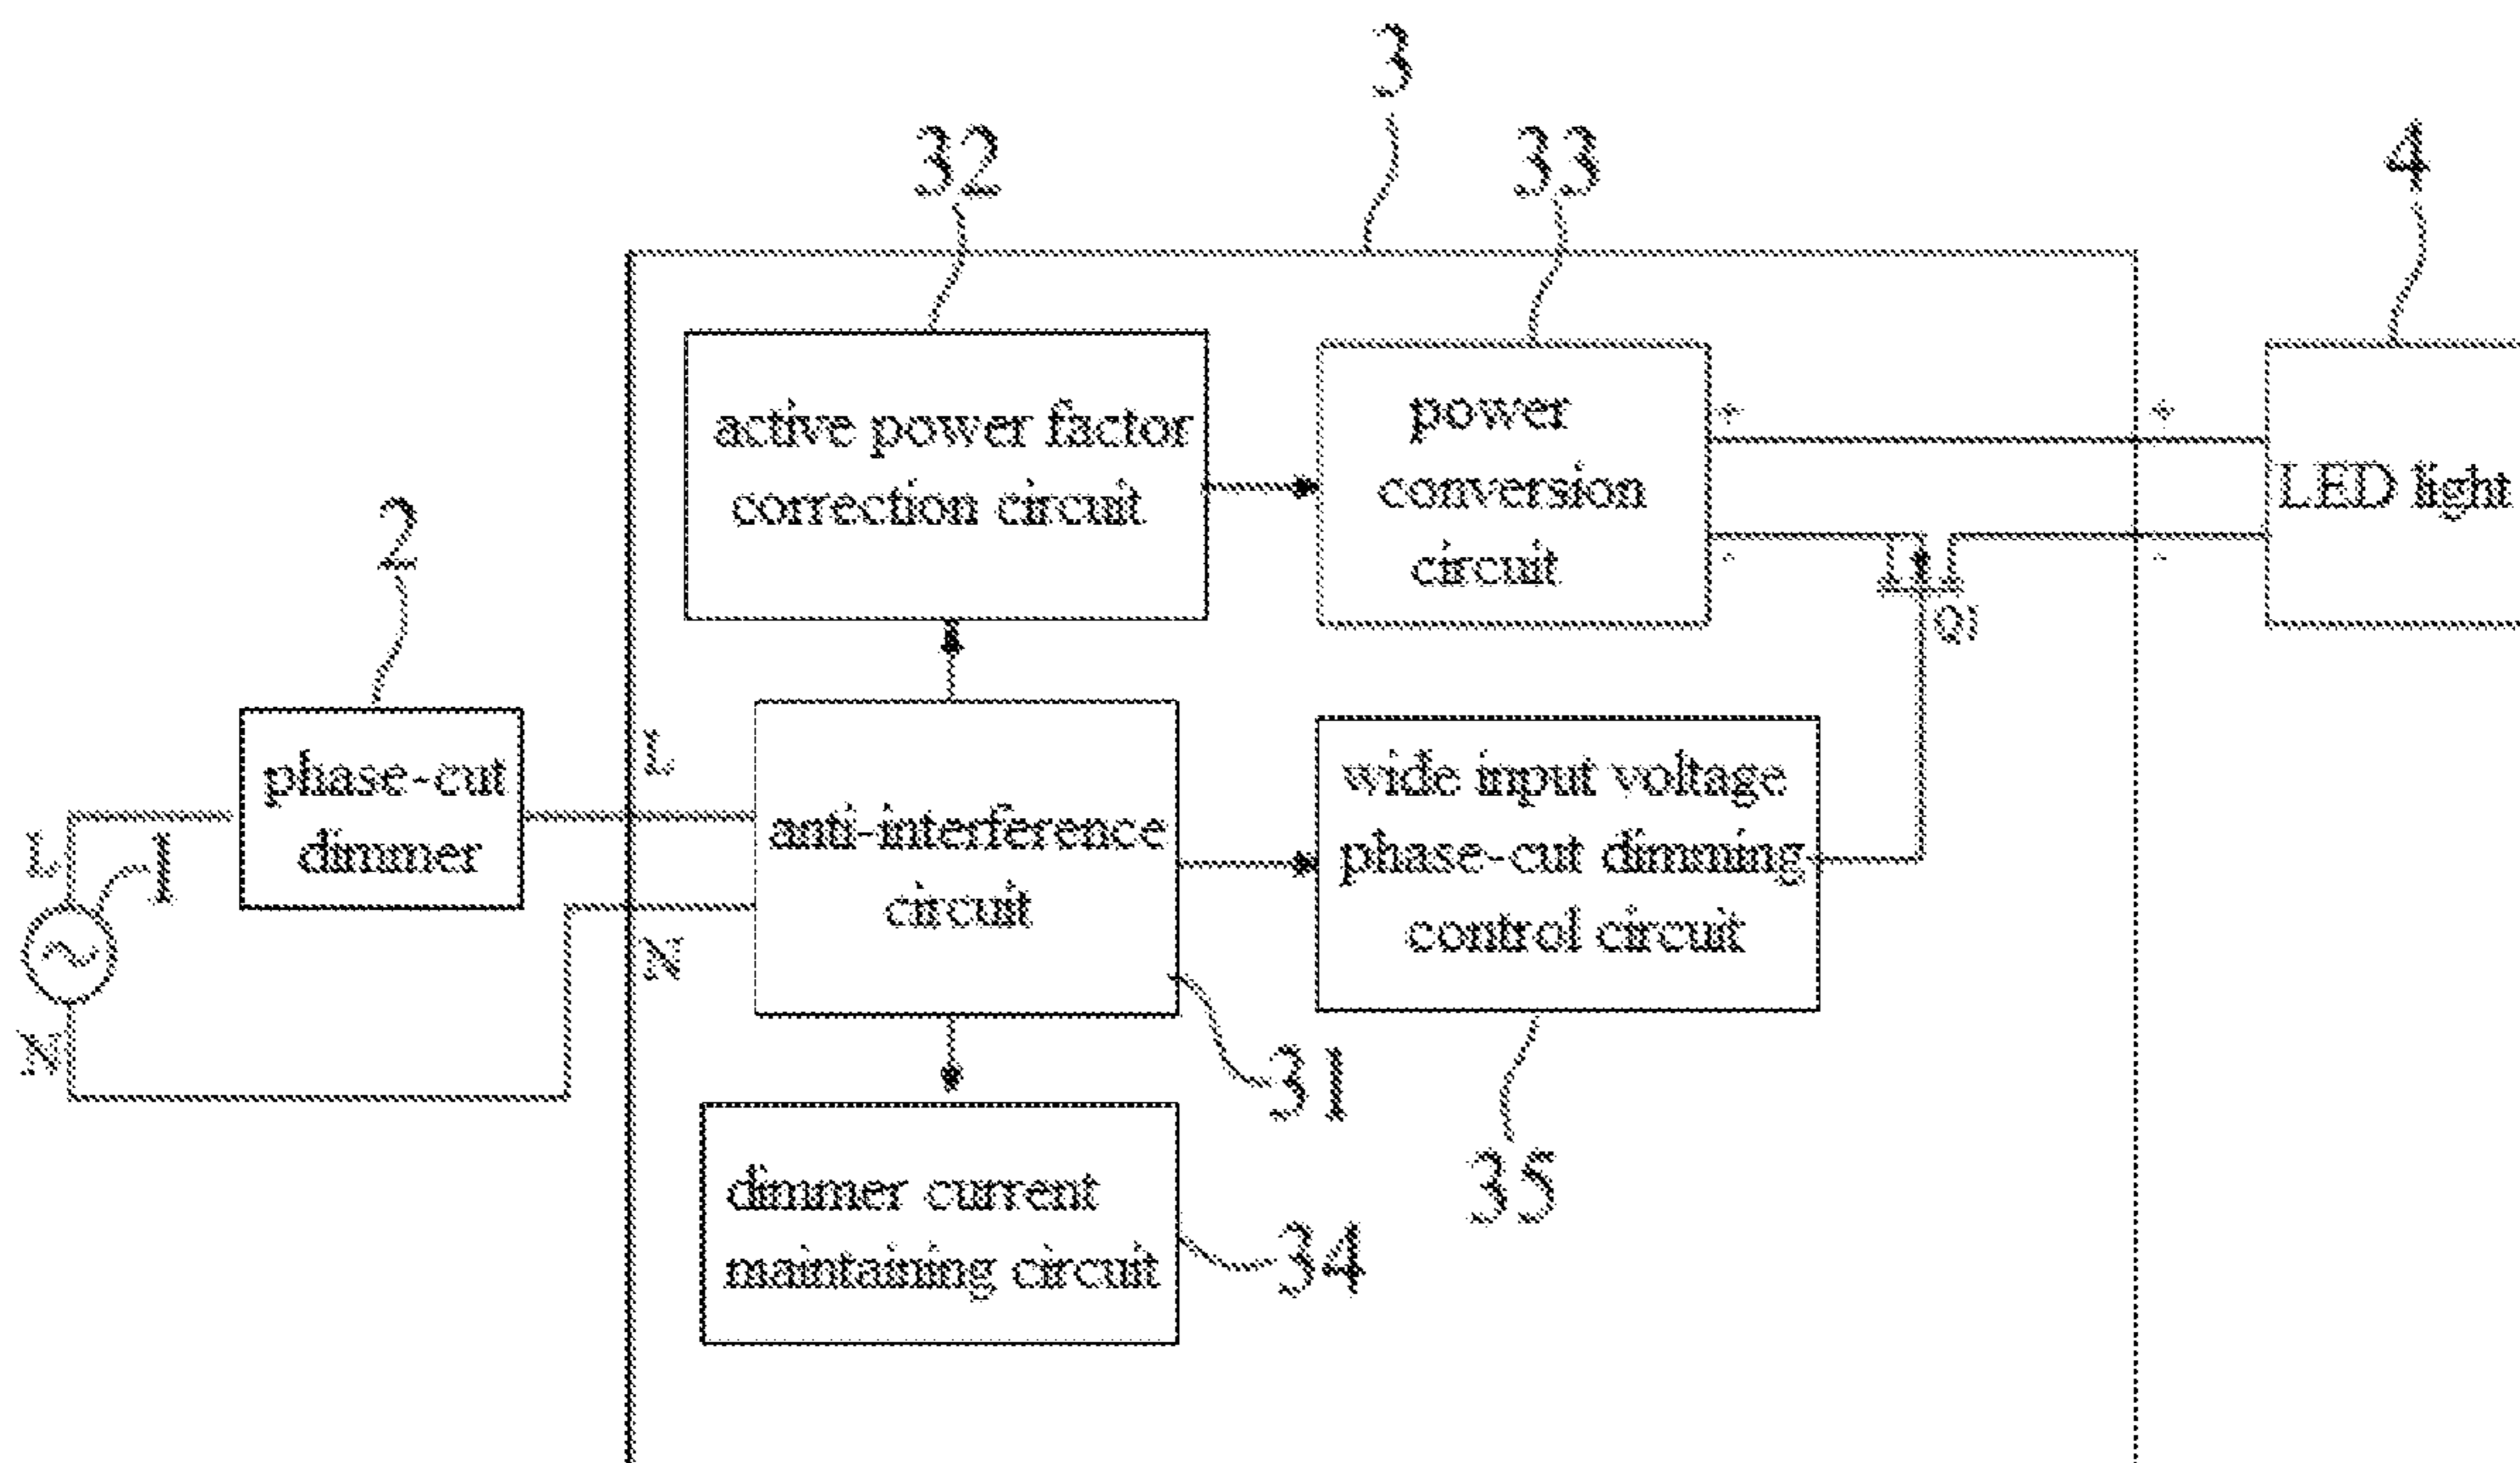 3
32
33
4
active power factor
correction circuit
power
conversion
circuit
+
+
LED light
-
-
Q1
2
phase-cut
dimmer
L
N
L
N
1
anti-interference
circuit
31
wide input voltage
phase-cut dimming
control circuit
35
dimmer current
maintaining circuit
34